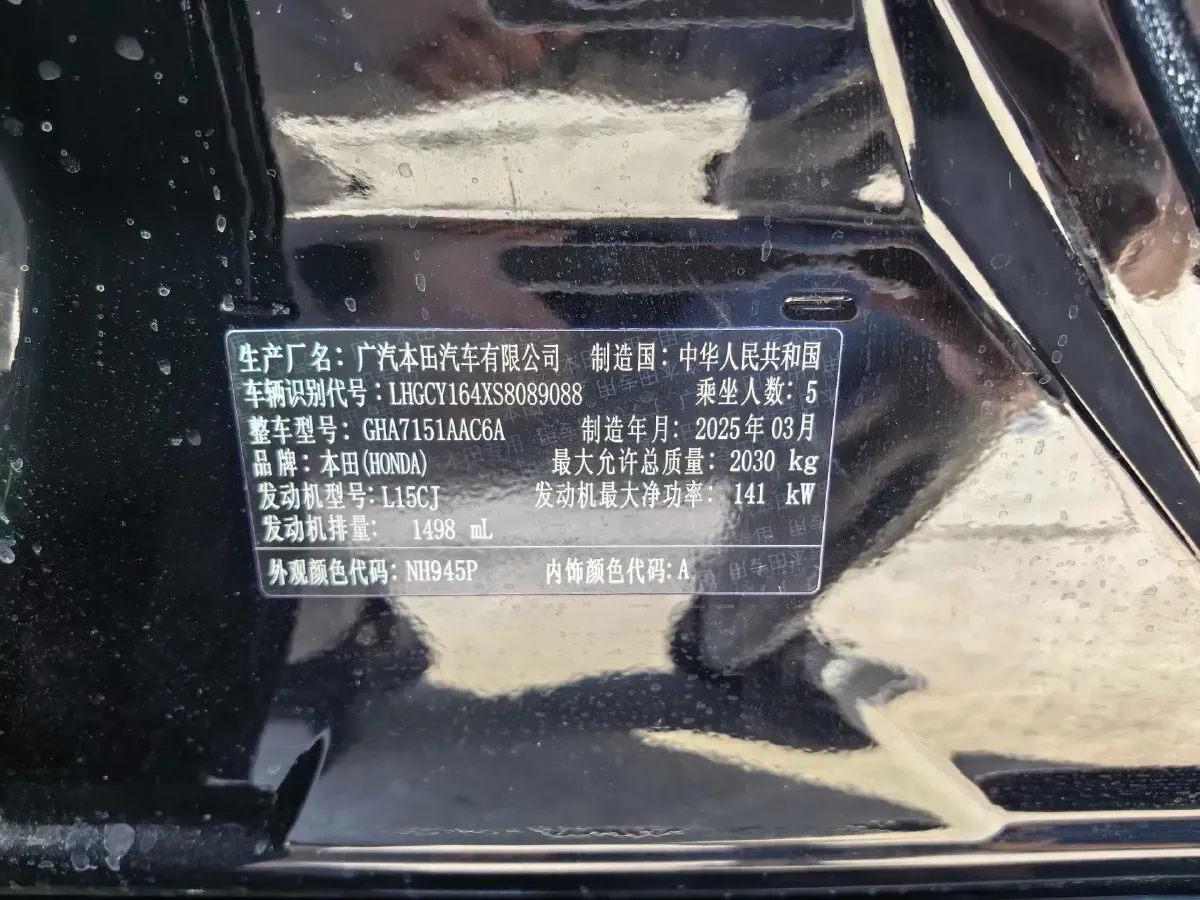 生产厂名：广汽本田汽车有限公司 制造国：中华人民共和国
车辆识别代号：LHGCY164XS8089088 乘坐人数：5
整车型号：GHA7151AAC6A 制造年月：2025年03月
品牌：本田(HONDA) 最大允许总质量：2030 kg
发动机型号：L15CJ 发动机最大净功率：141 kW
发动机排量：1498 mL
外观颜色代码：NH945P 内饰颜色代码：A